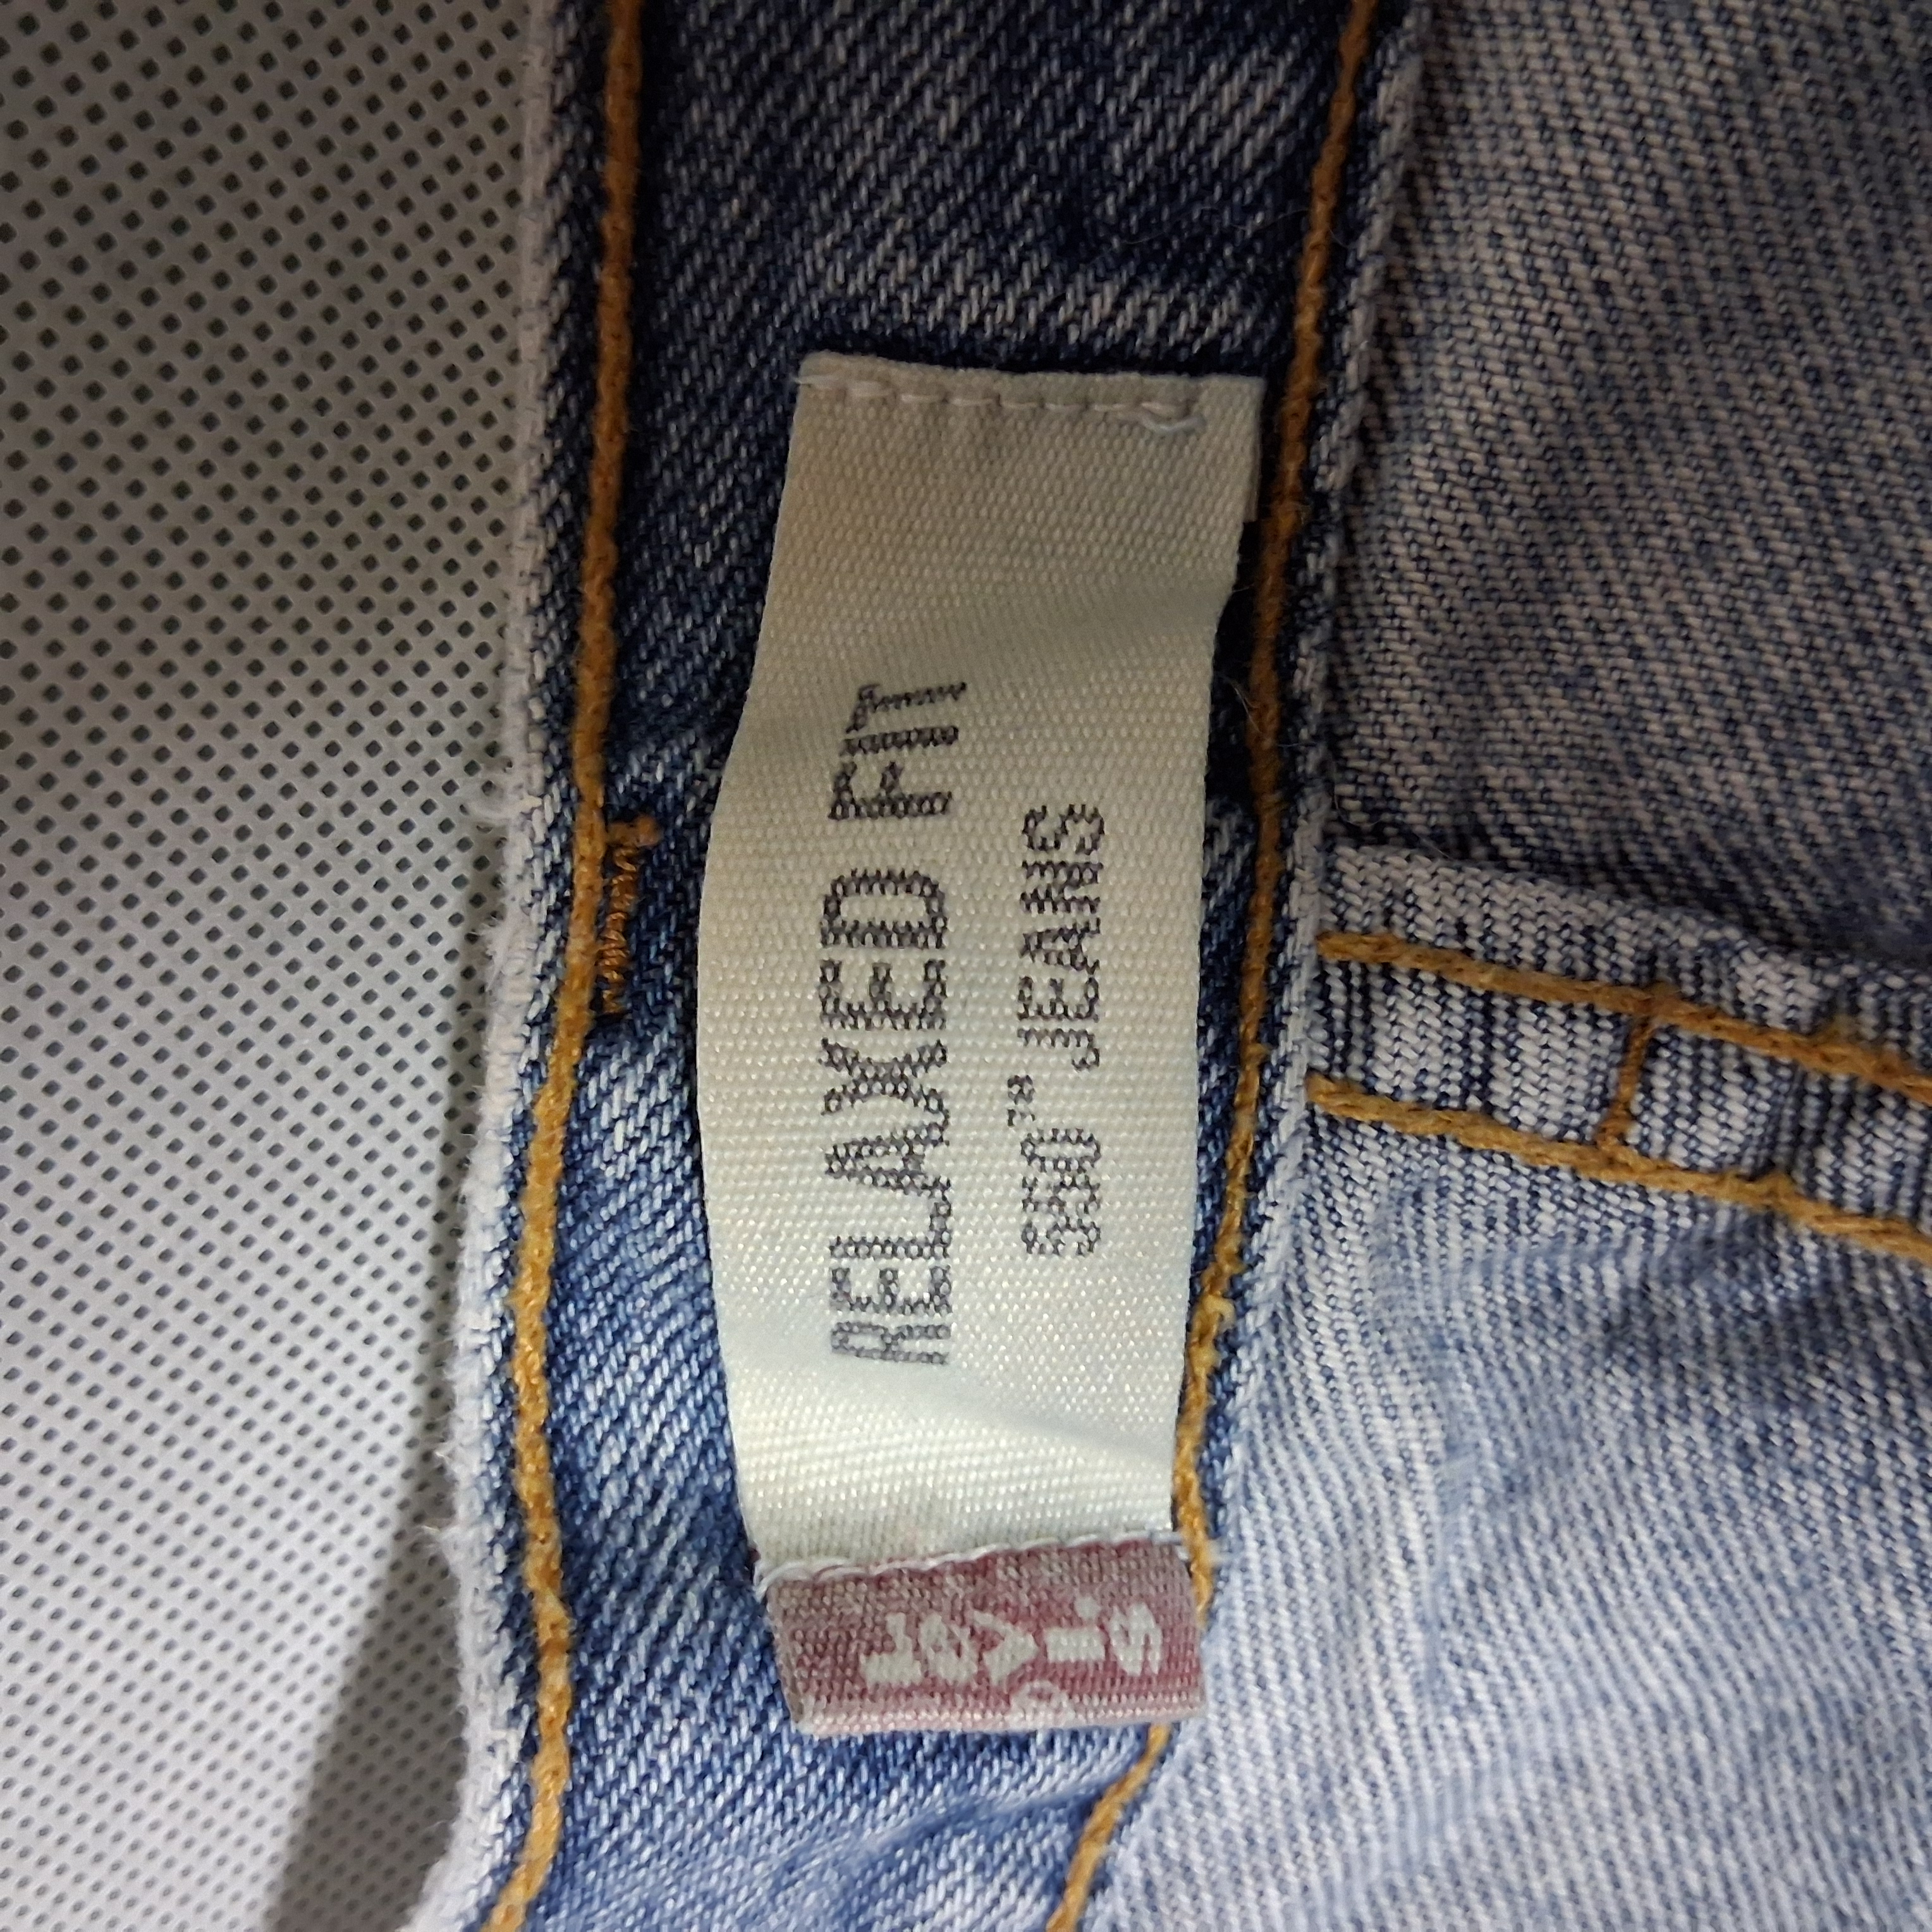 RELAXED FIT
550™ JEANS
Levi's